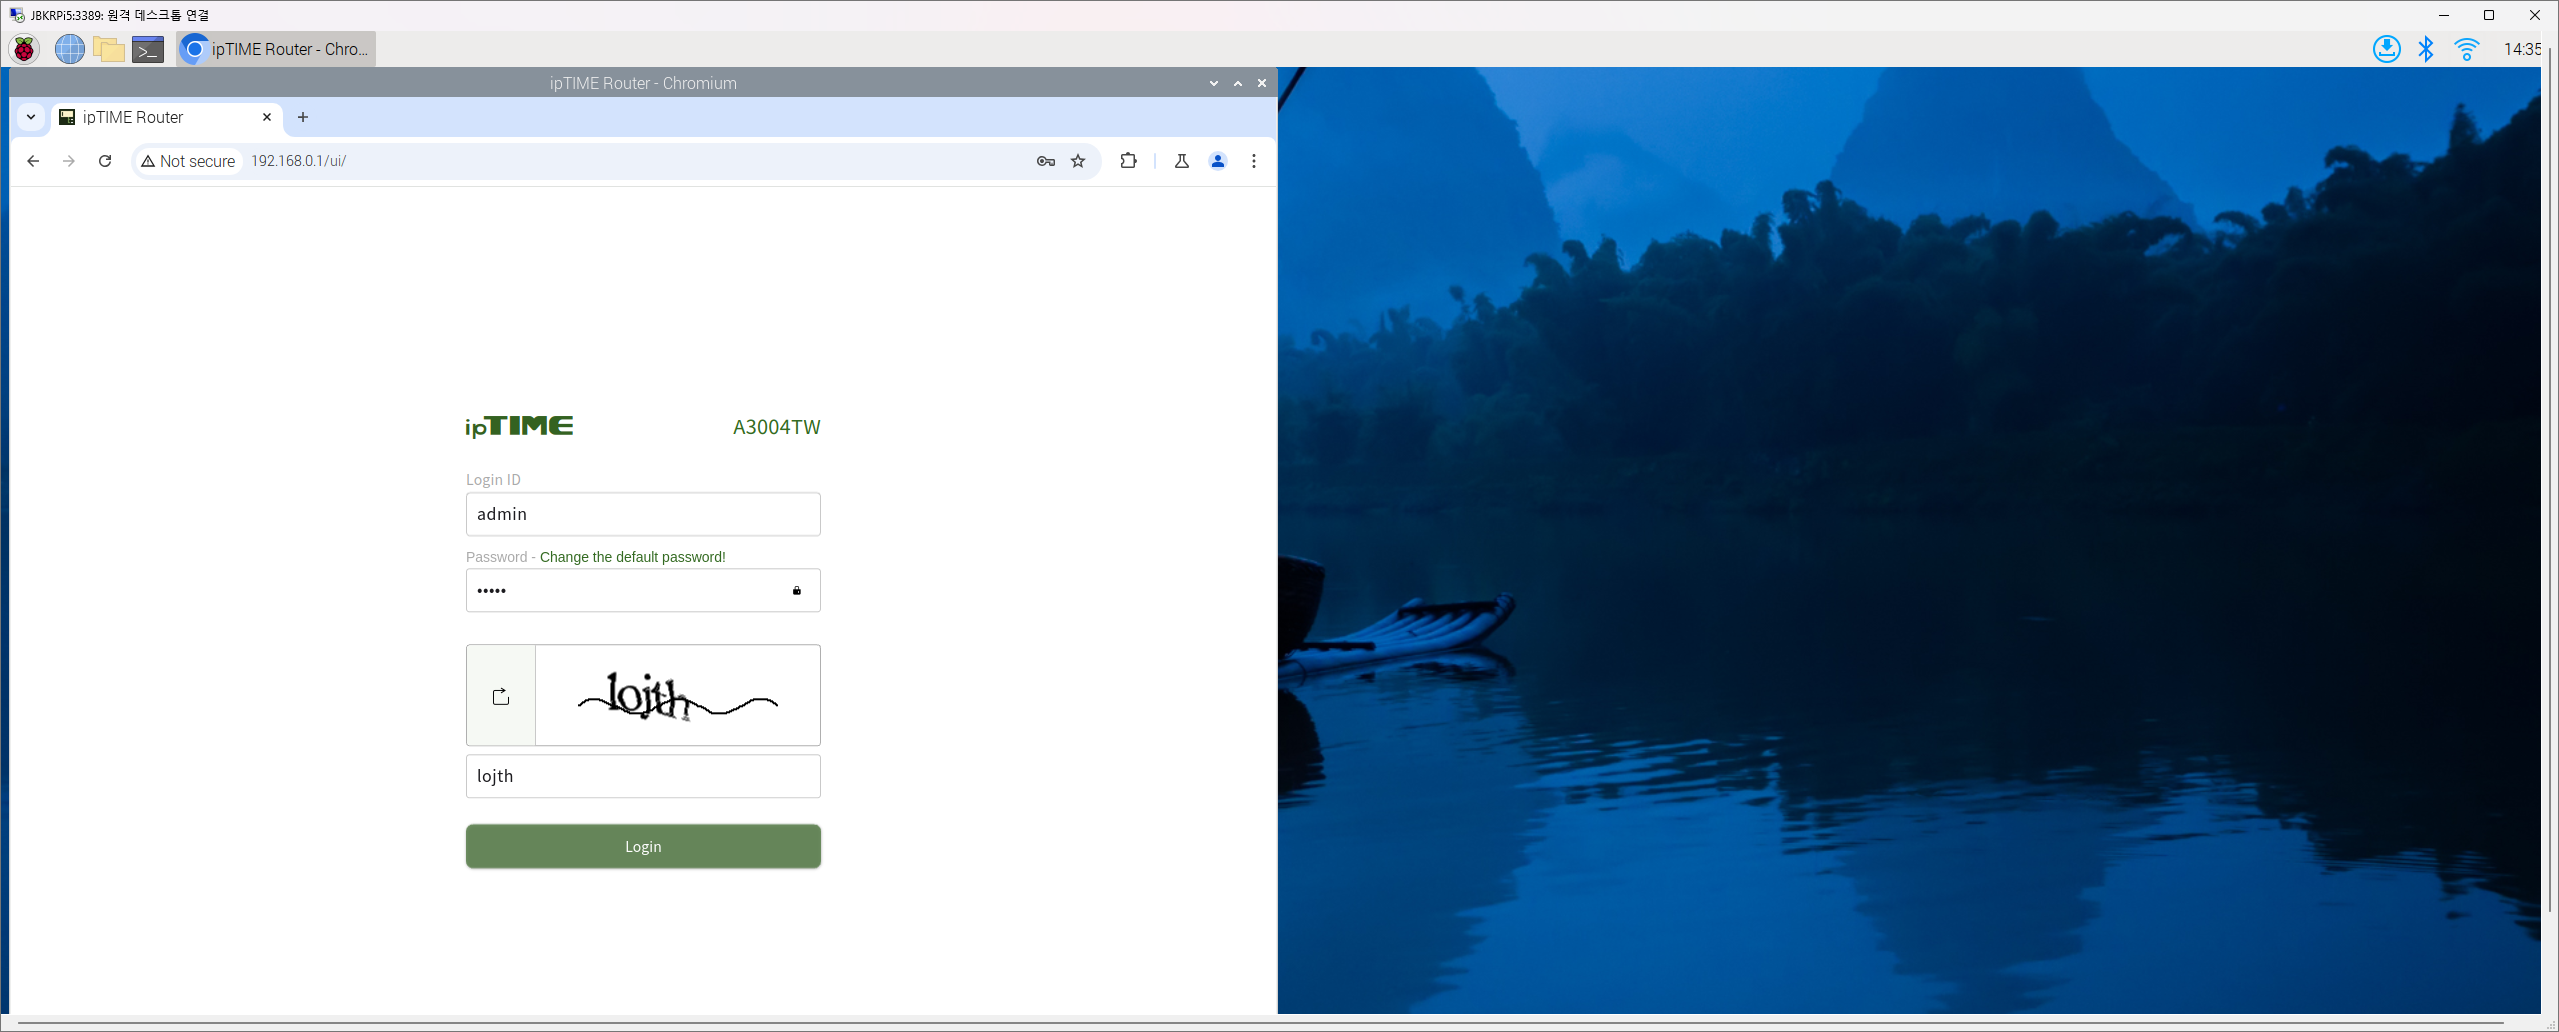 JBKRPi5:3389: 원격 데스크톱 연결
ipTIME Router - Chro...
14:35
ipTIME Router - Chromium
ipTIME Router
Not secure
192.168.0.1/ui/
ipTIME
A3004TW
Login ID
admin
Password - Change the default password!
•••••
lojth
lojth
Login